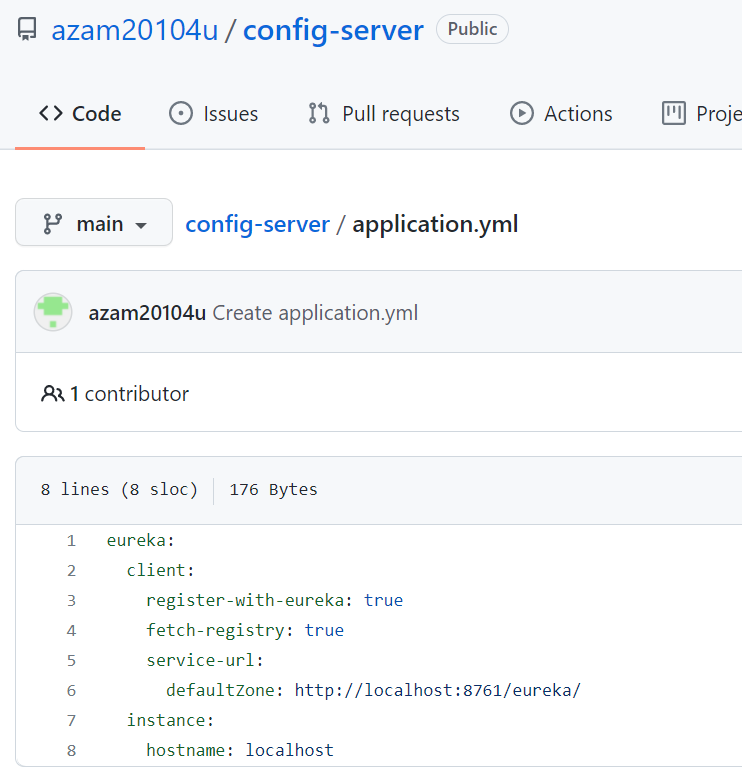 azam20104u / config-server Public
Code Issues Pull requests Actions Proje
main config-server / application.yml
azam20104u Create application.yml
1 contributor
8 lines (8 sloc) 176 Bytes
1 eureka:
2 client:
3 register-with-eureka: true
4 fetch-registry: true
5 service-url:
6 defaultZone: http://localhost:8761/eureka/
7 instance:
8 hostname: localhost